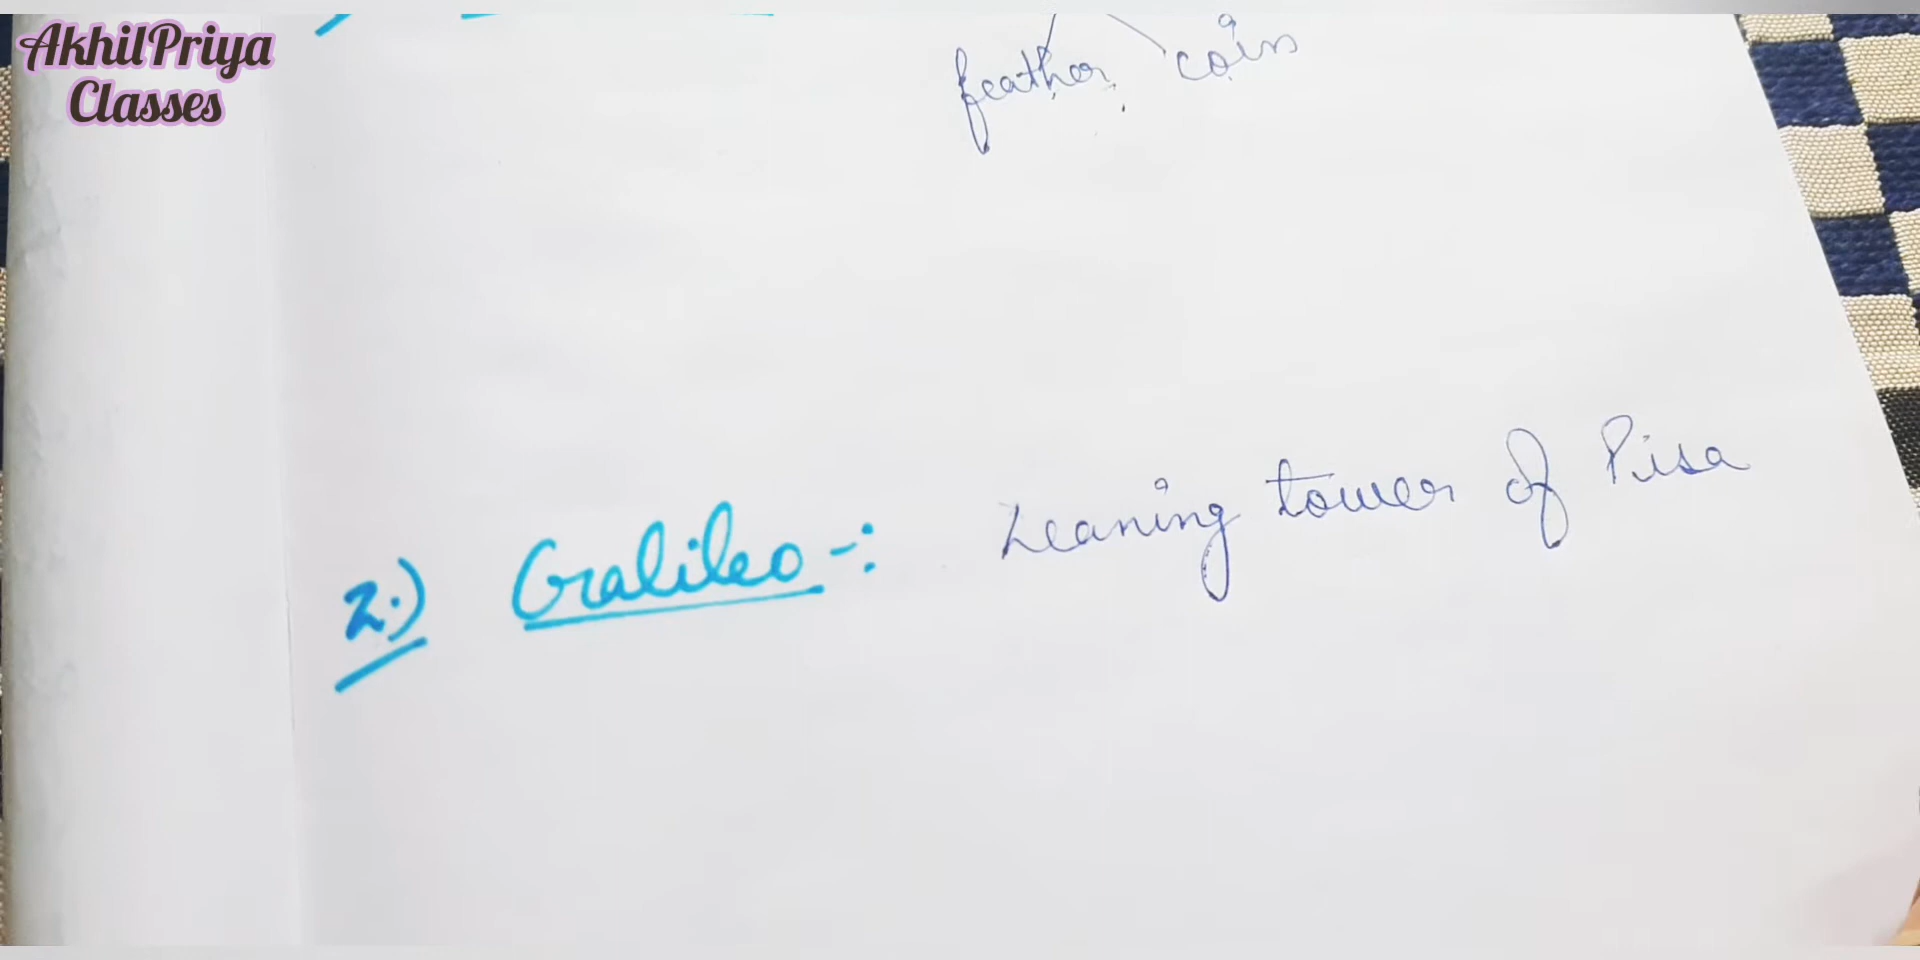 AkhilPriya
Classes
feather coin
2.) Galileo -: Leaning tower of Pisa